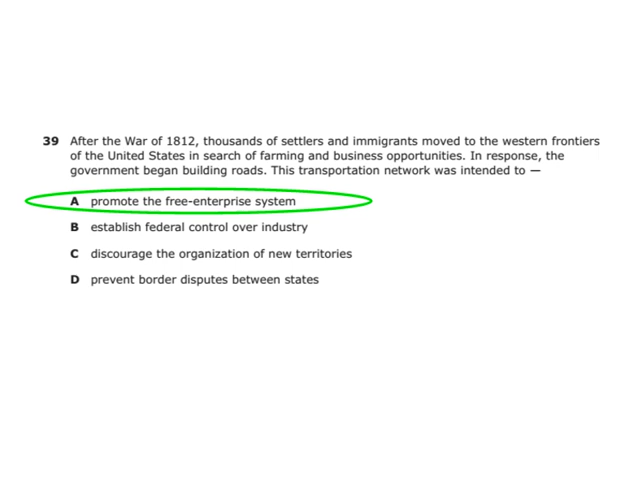 39 After the War of 1812, thousands of settlers and immigrants moved to the western frontiers
of the United States in search of farming and business opportunities. In response, the
government began building roads. This transportation network was intended to —
A promote the free-enterprise system
B establish federal control over industry
C discourage the organization of new territories
D prevent border disputes between states